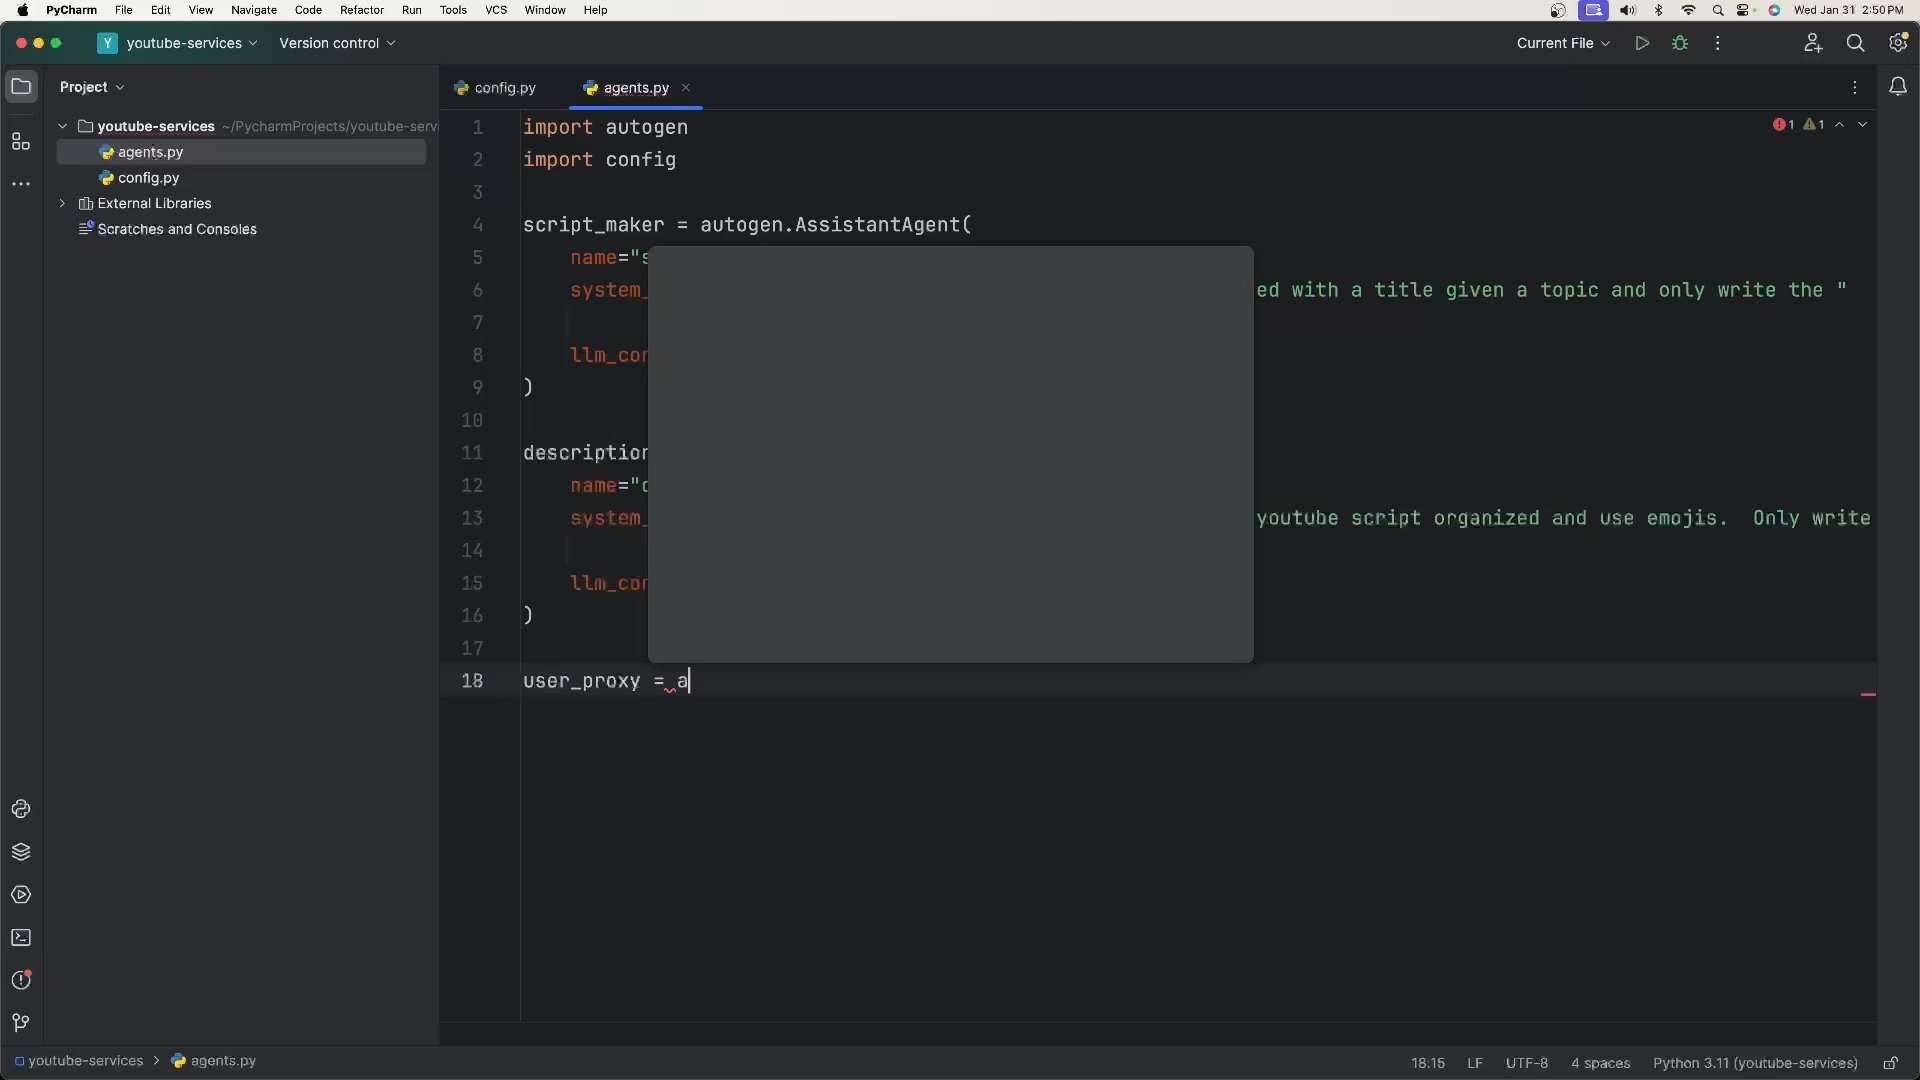 PyCharm File Edit View Navigate Code Refactor Run Tools VCS Window Help Wed Jan 31 2:50 PM
Y youtube-services Version control Current File
Project
config.py agents.py
youtube-services ~/PycharmProjects/youtube-servi
agents.py
config.py
External Libraries
Scratches and Consoles
1 import autogen
1 1
2 import config
3
4 script_maker = autogen.AssistantAgent(
5 name="s
6 system_ ed with a title given a topic and only write the "
7
8 llm_con
9 )
10
11 description
12 name="d
13 system_ youtube script organized and use emojis.  Only write
14
15 llm_con
16 )
17
18 user_proxy = a
youtube-services > agents.py 18:15 LF UTF-8 4 spaces Python 3.11 (youtube-services)